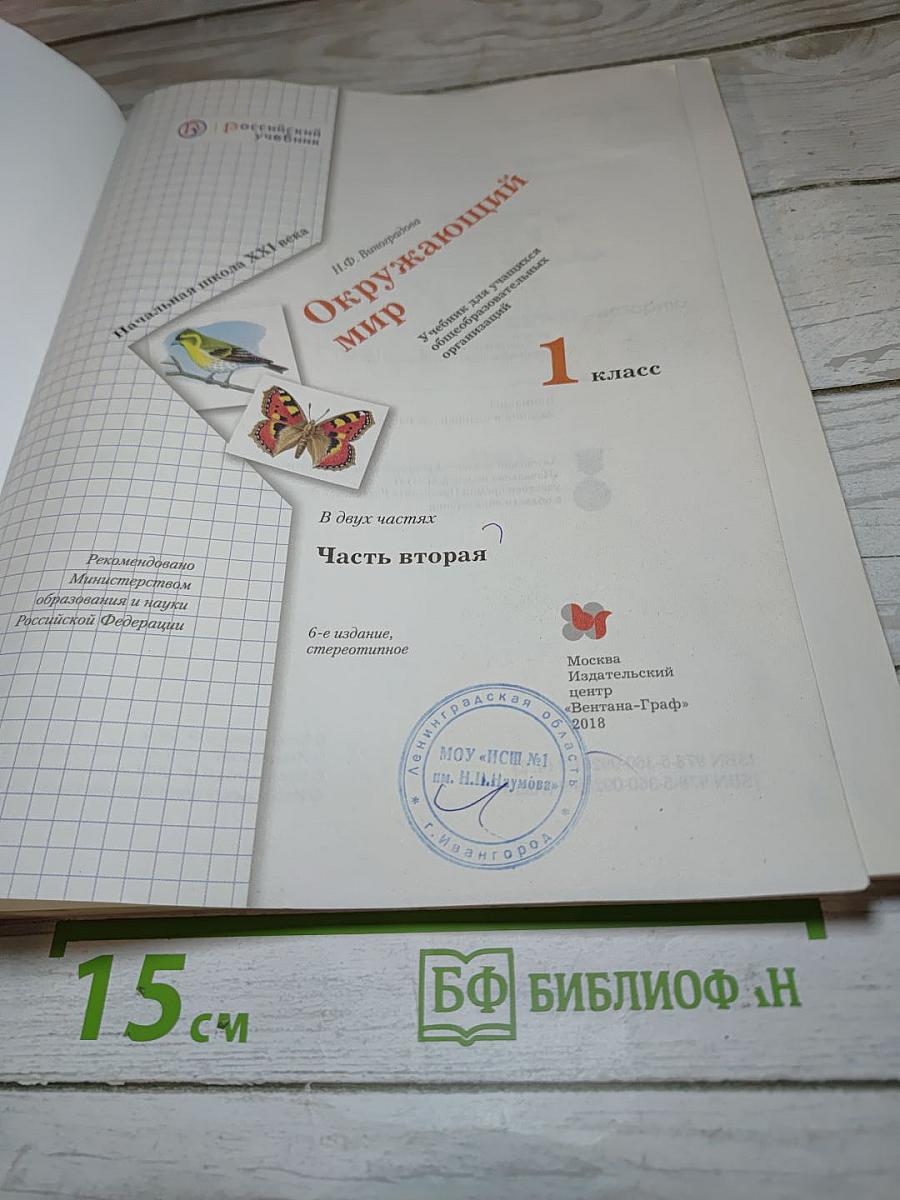 Российский
учебник
Начальная школа XXI века
Н.Ф. Виноградова
Окружающий
мир
Учебник для учащихся
общеобразовательных
организаций
1 класс
В двух частях
Часть вторая
Рекомендовано
Министерством
образования и науки
Российской Федерации
6-е издание,
стереотипное
Москва
Издательский
центр
«Вентана-Граф»
2018
Ленинградская область
МОУ «ИСШ №1
им. Н.П.Наумова»
г.Ивангород
15 см
БФ БИБЛИОФАН